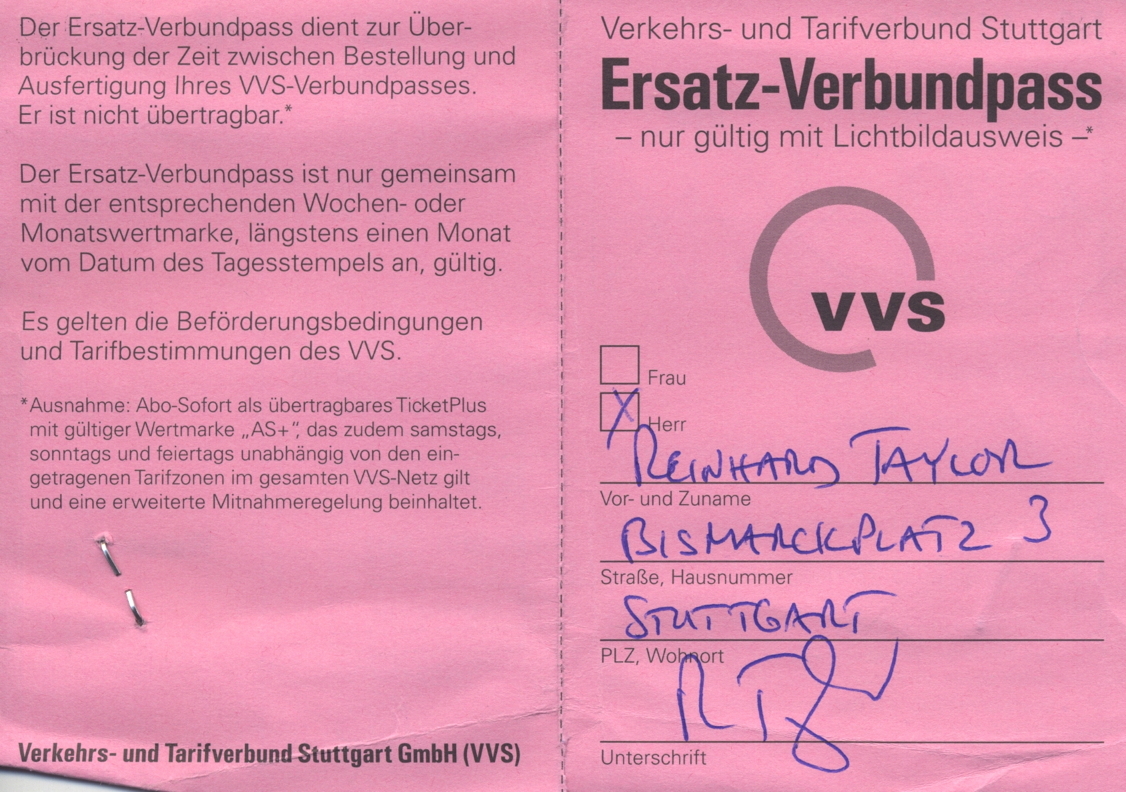 Der Ersatz-Verbundpass dient zur Über-
brückung der Zeit zwischen Bestellung und
Ausfertigung Ihres VVS-Verbundpasses.
Er ist nicht übertragbar.*
Der Ersatz-Verbundpass ist nur gemeinsam
mit der entsprechenden Wochen- oder
Monatswertmarke, längstens einen Monat
vom Datum des Tagesstempels an, gültig.
Es gelten die Beförderungsbedingungen
und Tarifbestimmungen des VVS.
*Ausnahme: Abo-Sofort als übertragbares TicketPlus
mit gültiger Wertmarke „AS+“, das zudem samstags,
sonntags und feiertags unabhängig von den ein-
getragenen Tarifzonen im gesamten VVS-Netz gilt
und eine erweiterte Mitnahmeregelung beinhaltet.
Verkehrs- und Tarifverbund Stuttgart GmbH (VVS)
Verkehrs- und Tarifverbund Stuttgart
Ersatz-Verbundpass
– nur gültig mit Lichtbildausweis –*
VVS
Frau
X Herr
REINHARD TAYLOR
Vor- und Zuname
BISMARCKPLATZ 3
Straße, Hausnummer
STUTTGART
PLZ, Wohnort
Unterschrift